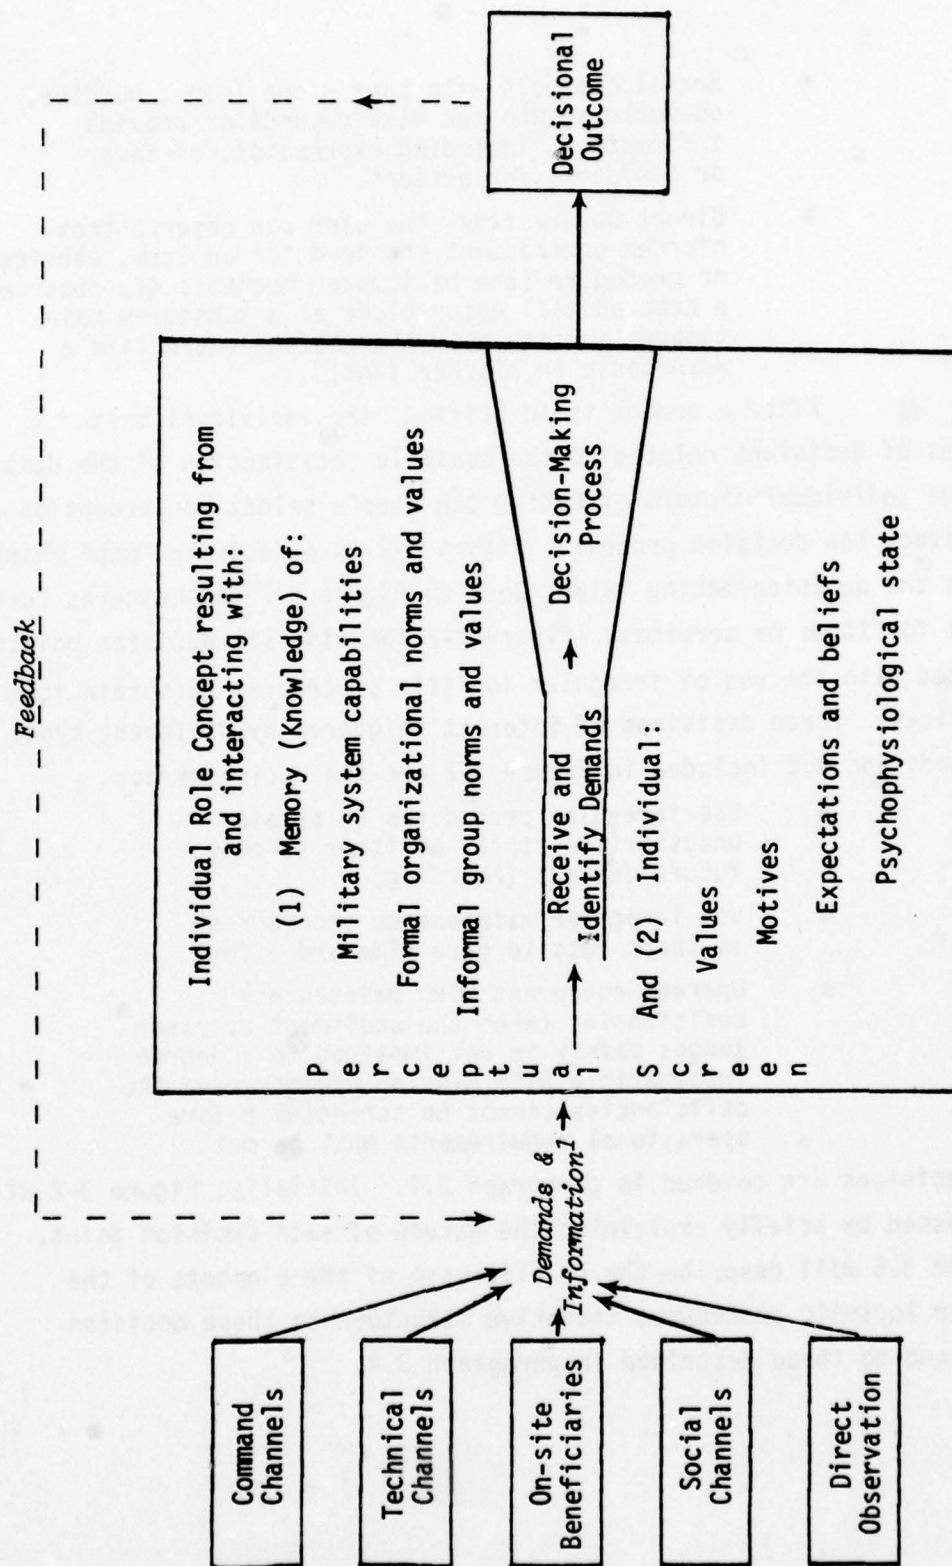 Feedback
Command
Channels
Technical
Channels
On-site
Beneficiaries
Social
Channels
Direct
Observation
Demands &
Information
Perceptual Screen
Individual Role Concept resulting from
and interacting with:
(1) Memory (Knowledge) of:
Military system capabilities
Formal organizational norms and values
Informal group norms and values
Receive and
Identify Demands
Decision-Making
Process
And (2) Individual:
Values
Motives
Expectations and beliefs
Psychophysiological state
Decisional
Outcome